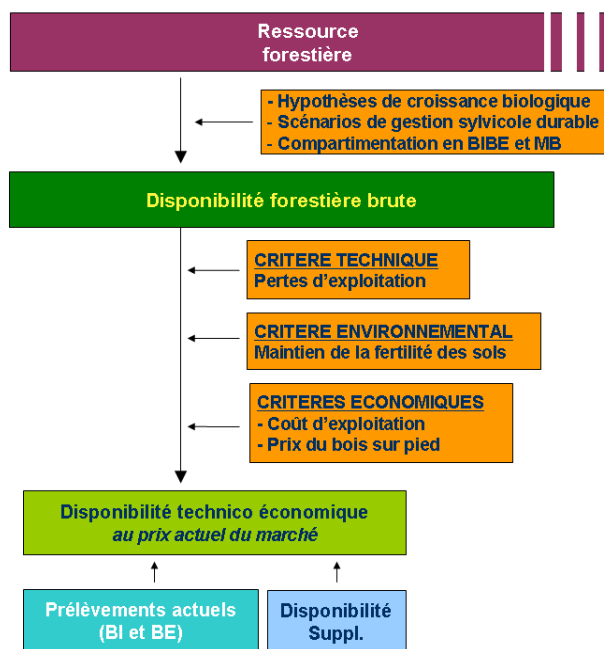 Ressource
forestière
- Hypothèses de croissance biologique
- Scénarios de gestion sylvicole durable
- Compartimentation en BIBE et MB
Disponibilité forestière brute
CRITERE TECHNIQUE
Pertes d'exploitation
CRITERE ENVIRONNEMENTAL
Maintien de la fertilité des sols
CRITERES ECONOMIQUES
- Coût d'exploitation
- Prix du bois sur pied
Disponibilité technico économique
au prix actuel du marché
Prélèvements actuels
(BI et BE)
Disponibilité
Suppl.